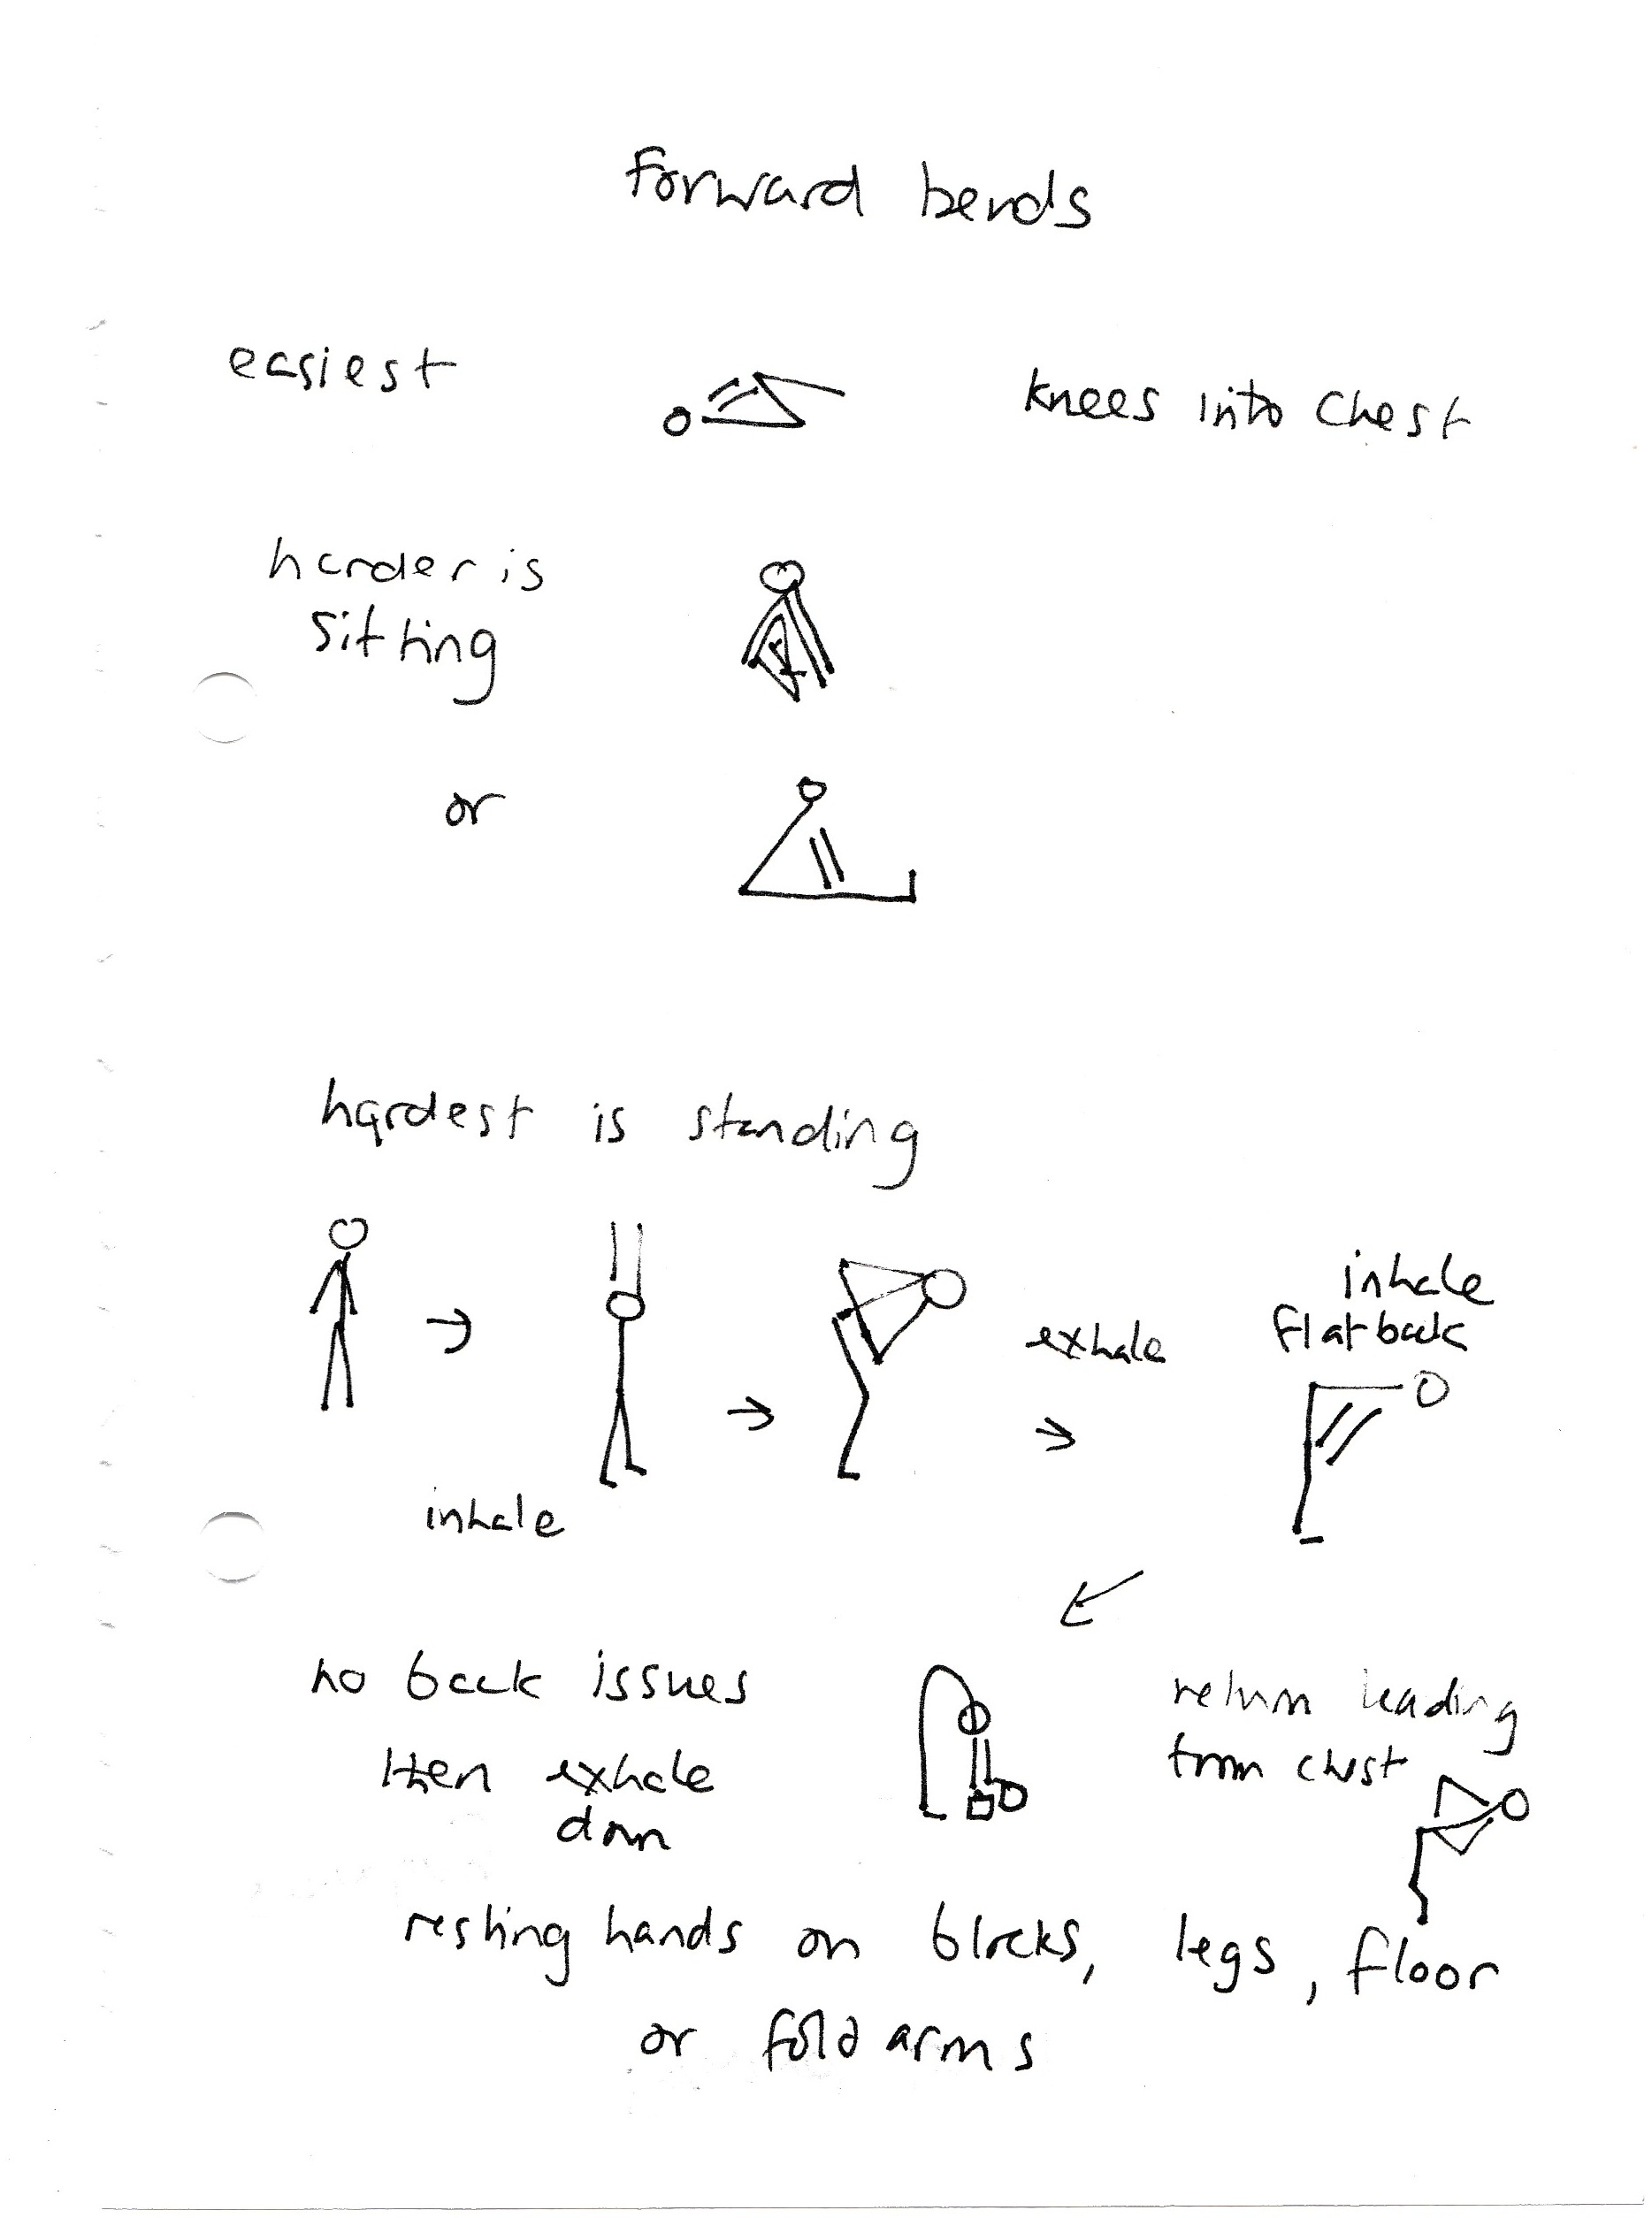 forward bends
easiest
knees into chest
harder is
sitting
or
hardest is standing
inhale
exhale
inhale
flat back
no back issues
then exhale
down
return leading
from chest
resting hands on blocks, legs, floor
or fold arms